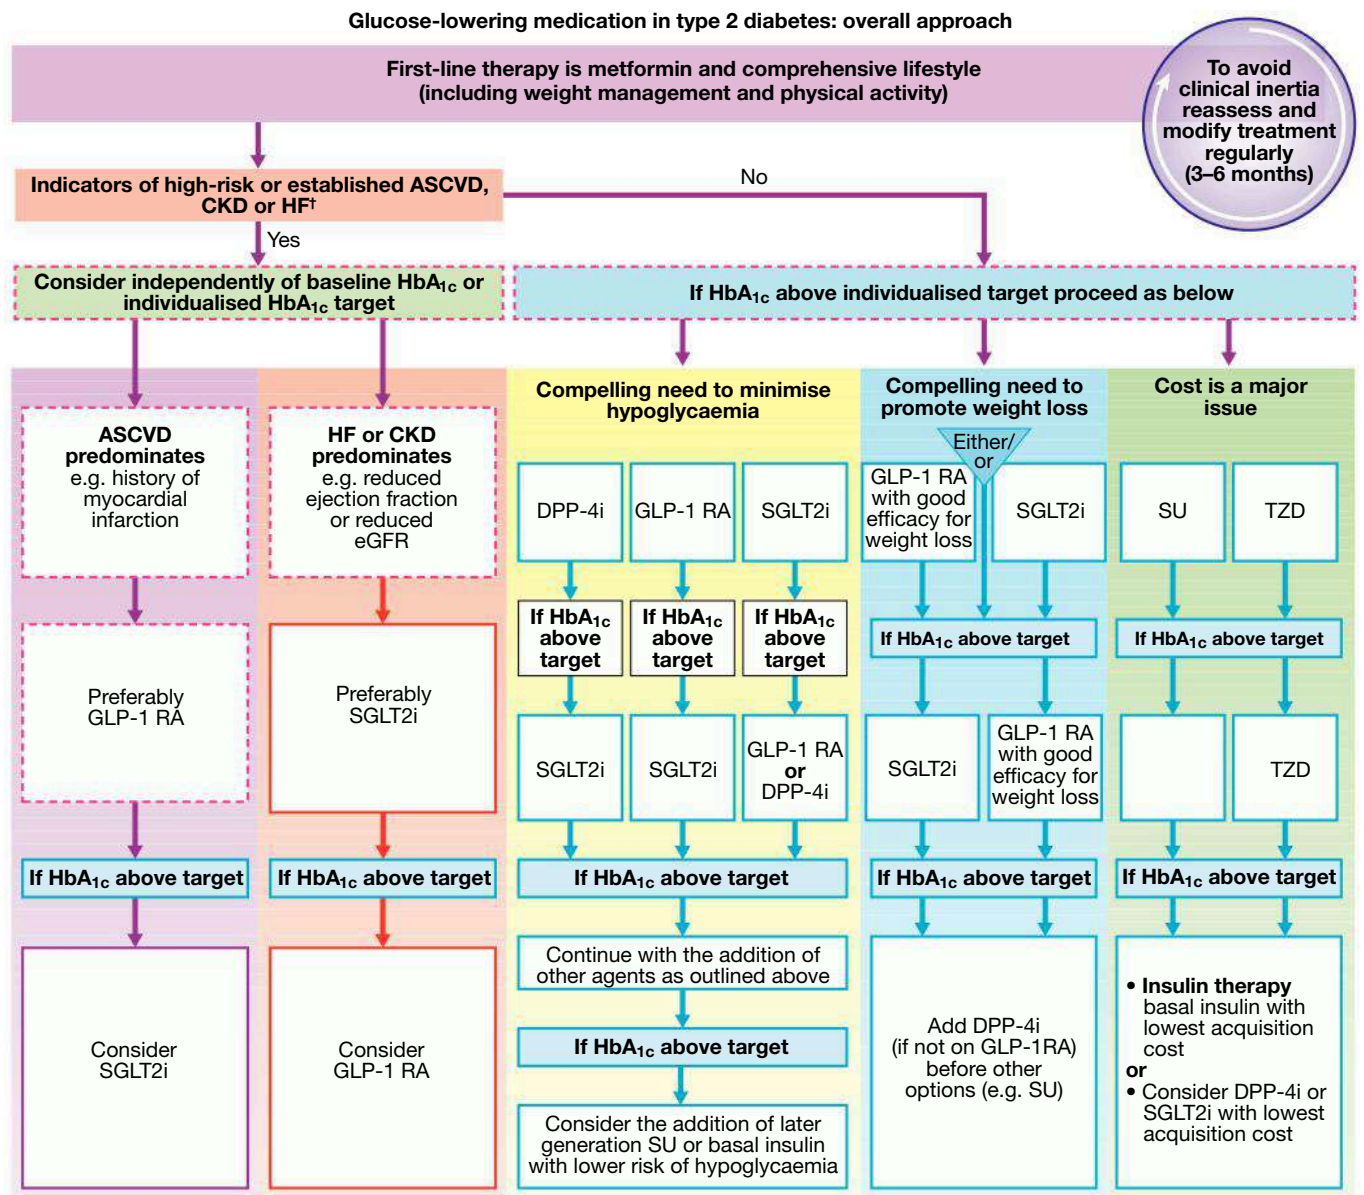 Glucose-lowering medication in type 2 diabetes: overall approach
First-line therapy is metformin and comprehensive lifestyle
(including weight management and physical activity)
To avoid
clinical inertia
reassess and
modify treatment
regularly
(3–6 months)
Indicators of high-risk or established ASCVD,
CKD or HF†
No
Yes
Consider independently of baseline HbA1c or
individualised HbA1c target
If HbA1c above individualised target proceed as below
ASCVD
predominates
e.g. history of
myocardial
infarction
Preferably
GLP-1 RA
If HbA1c above target
Consider
SGLT2i
HF or CKD
predominates
e.g. reduced
ejection fraction
or reduced
eGFR
Preferably
SGLT2i
If HbA1c above target
Consider
GLP-1 RA
Compelling need to minimise
hypoglycaemia
DPP-4i
GLP-1 RA
SGLT2i
If HbA1c
above
target
If HbA1c
above
target
If HbA1c
above
target
SGLT2i
SGLT2i
GLP-1 RA
or
DPP-4i
If HbA1c above target
Continue with the addition of
other agents as outlined above
If HbA1c above target
Consider the addition of later
generation SU or basal insulin
with lower risk of hypoglycaemia
Compelling need to
promote weight loss
Either/
or
GLP-1 RA
with good
efficacy for
weight loss
SGLT2i
If HbA1c above target
SGLT2i
GLP-1 RA
with good
efficacy for
weight loss
If HbA1c above target
Add DPP-4i
(if not on GLP-1RA)
before other
options (e.g. SU)
Cost is a major
issue
SU
TZD
If HbA1c above target
TZD
If HbA1c above target
• Insulin therapy
basal insulin with
lowest acquisition
cost
or
• Consider DPP-4i or
SGLT2i with lowest
acquisition cost